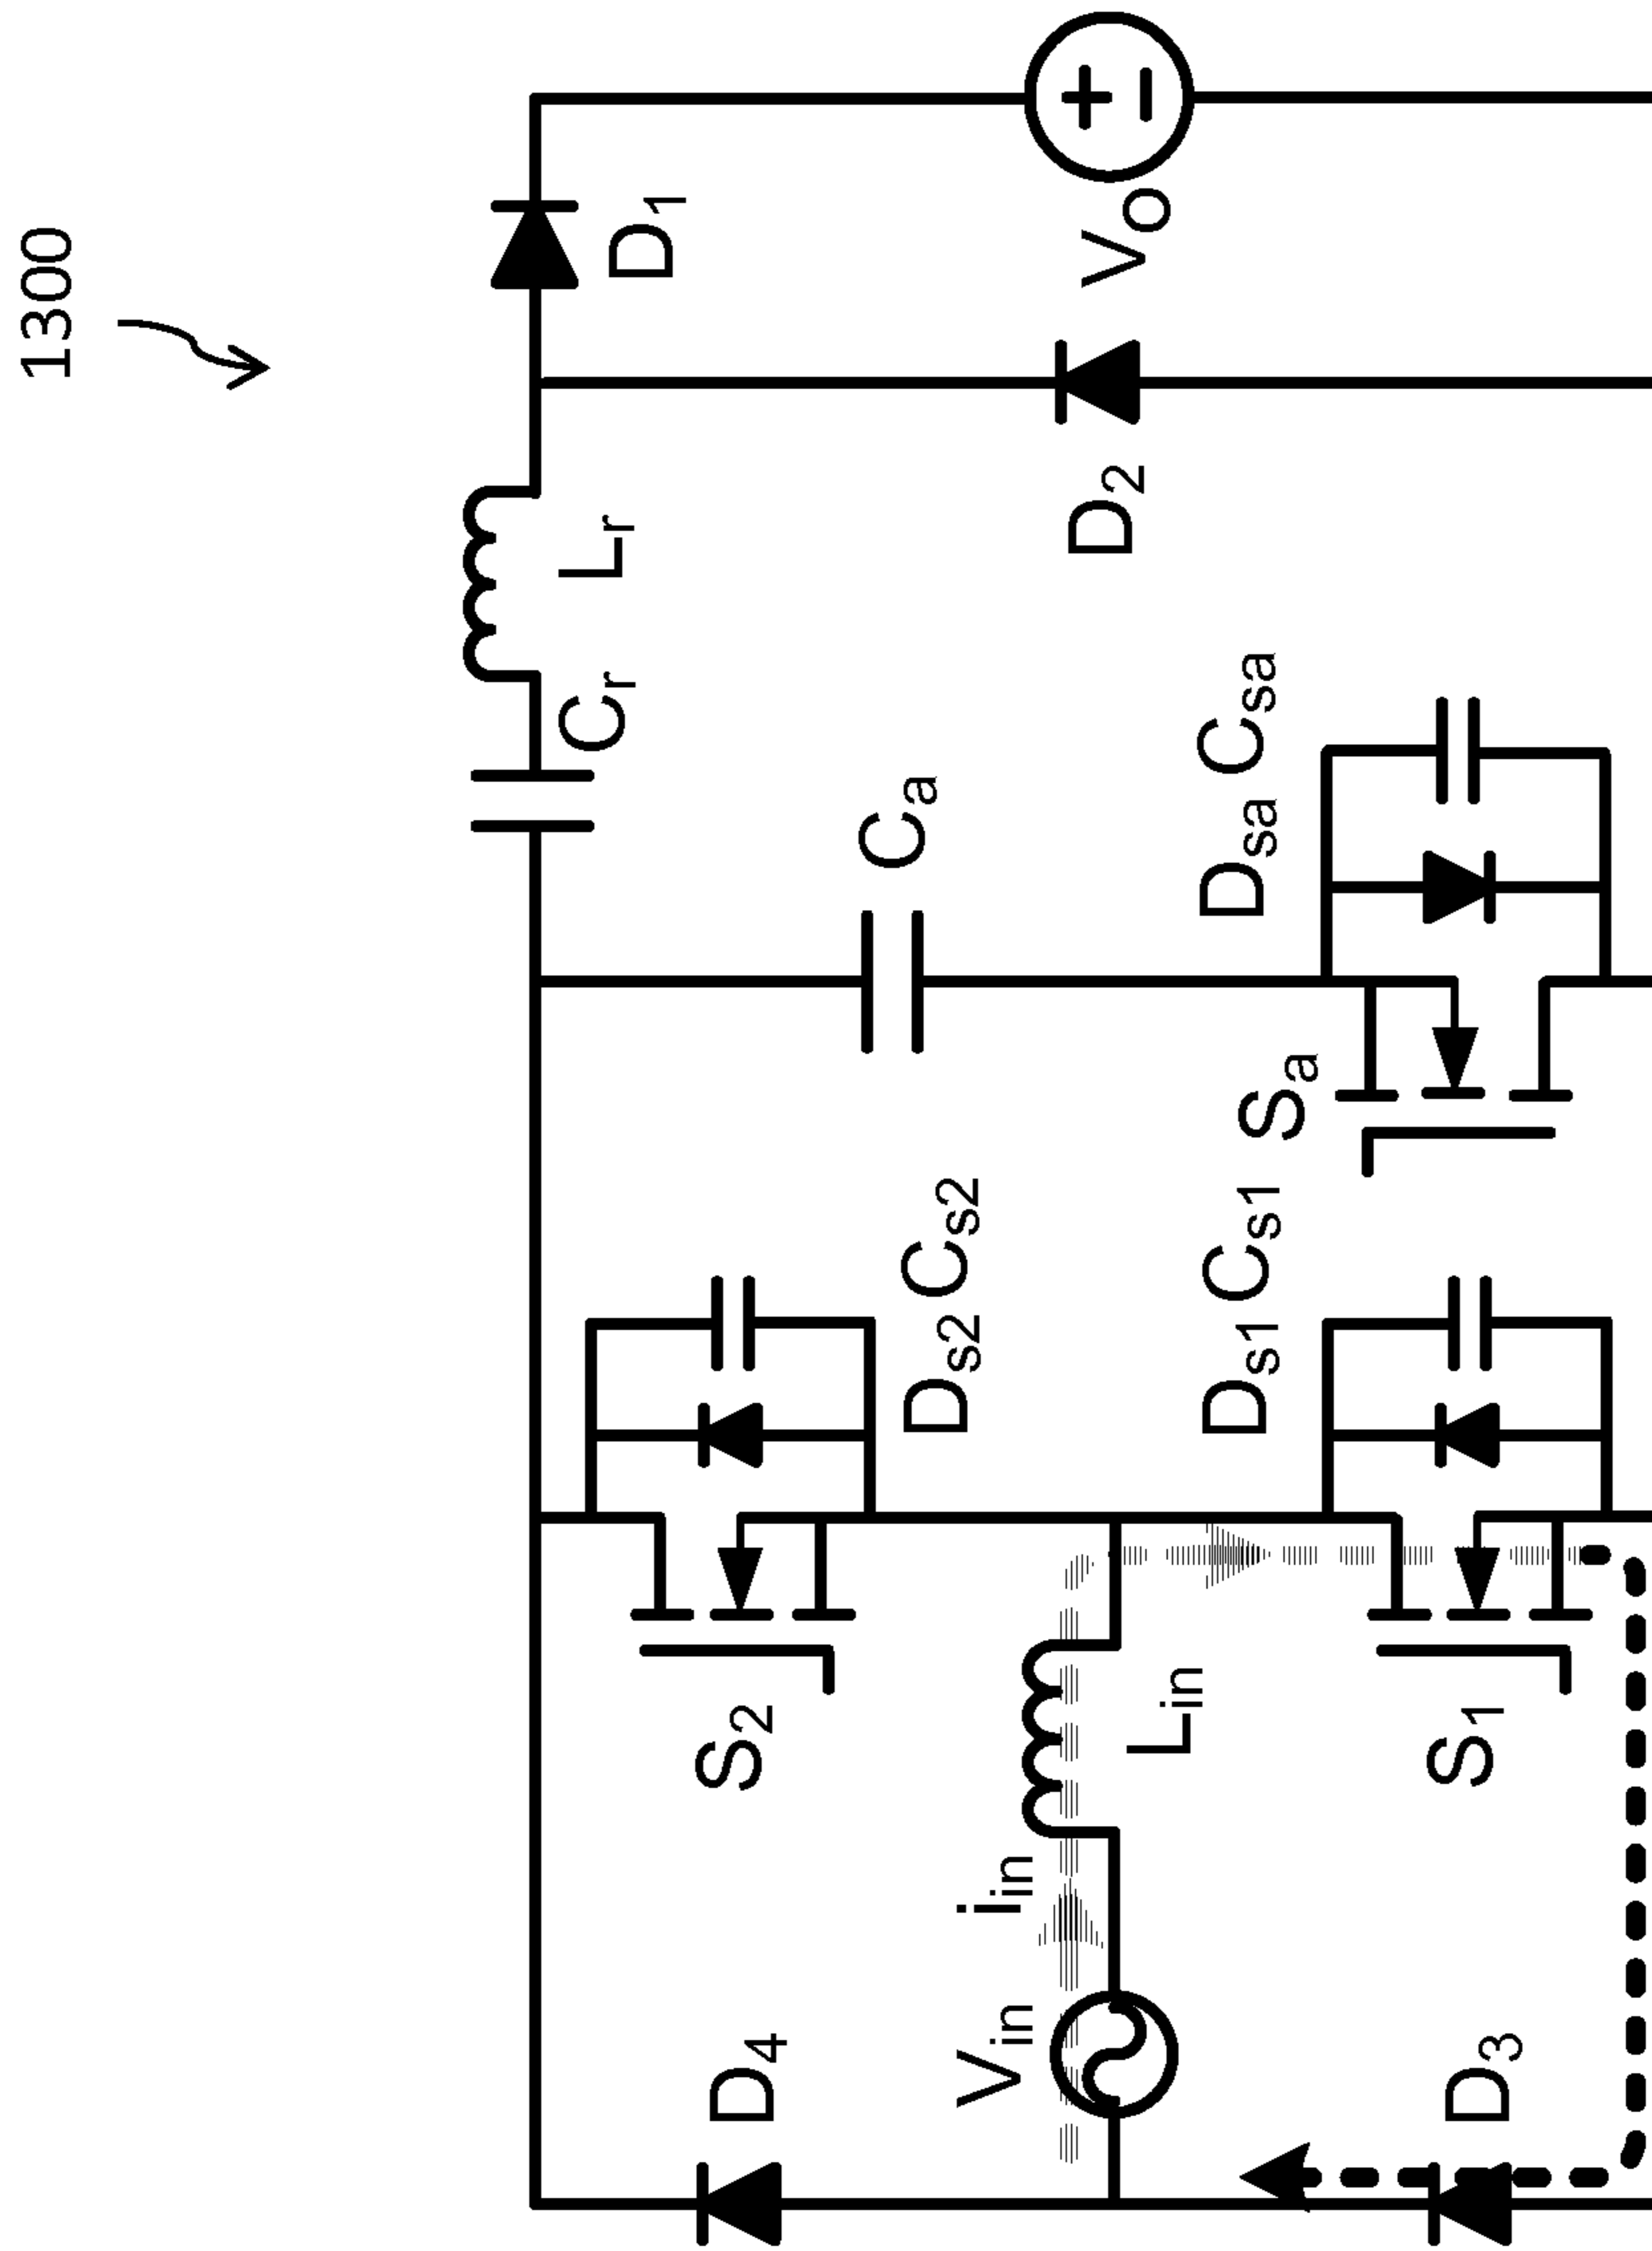 1300
D1
Vo
D2
Lr
Cr
Ca
Dsa Csa
Sa
Ds2 Cs2
Ds1 Cs1
S2
Lin
S1
iin
Vin
D4
D3